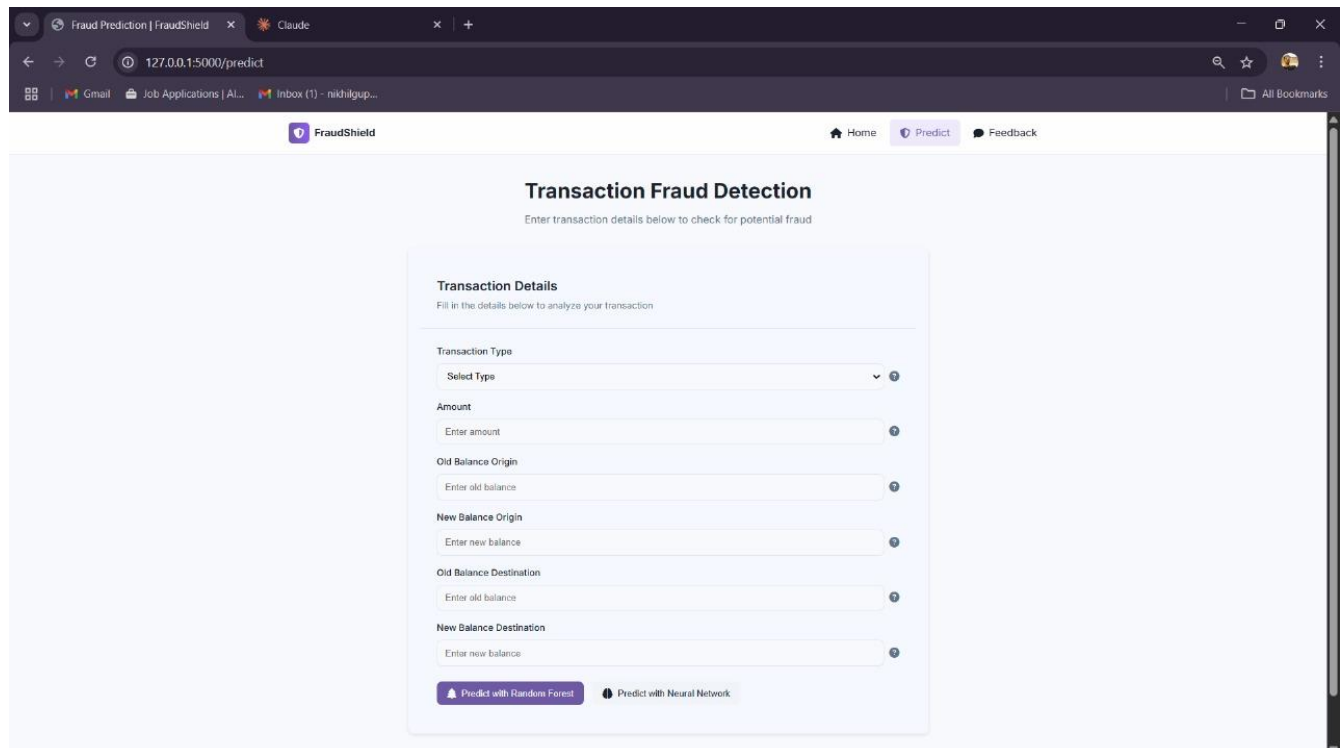 Fraud Prediction | FraudShield
Claude
127.0.0.1:5000/predict
Gmail
Job Applications | AI...
Inbox (1) - nikhilgup...
All Bookmarks
FraudShield
Home
Predict
Feedback
Transaction Fraud Detection
Enter transaction details below to check for potential fraud
Transaction Details
Fill in the details below to analyze your transaction
Transaction Type
Select Type
Amount
Enter amount
Old Balance Origin
Enter old balance
New Balance Origin
Enter new balance
Old Balance Destination
Enter old balance
New Balance Destination
Enter new balance
Predict with Random Forest
Predict with Neural Network